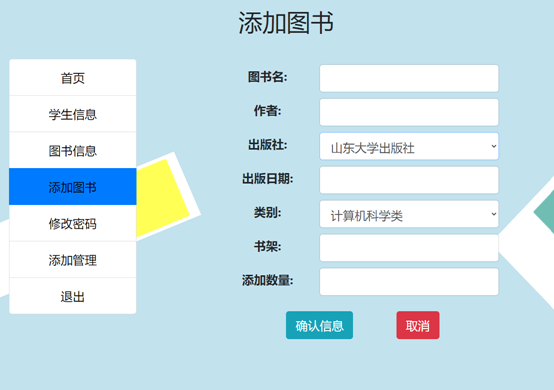 添加图书
首页
学生信息
图书信息
添加图书
修改密码
添加管理
退出
图书名:
作者:
出版社: 山东大学出版社
出版日期:
类别: 计算机科学类
书架:
添加数量:
确认信息 取消